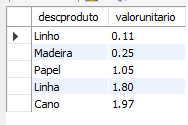 descproduto valorunitario
Linho 0.11
Madeira 0.25
Papel 1.05
Linha 1.80
Cano 1.97